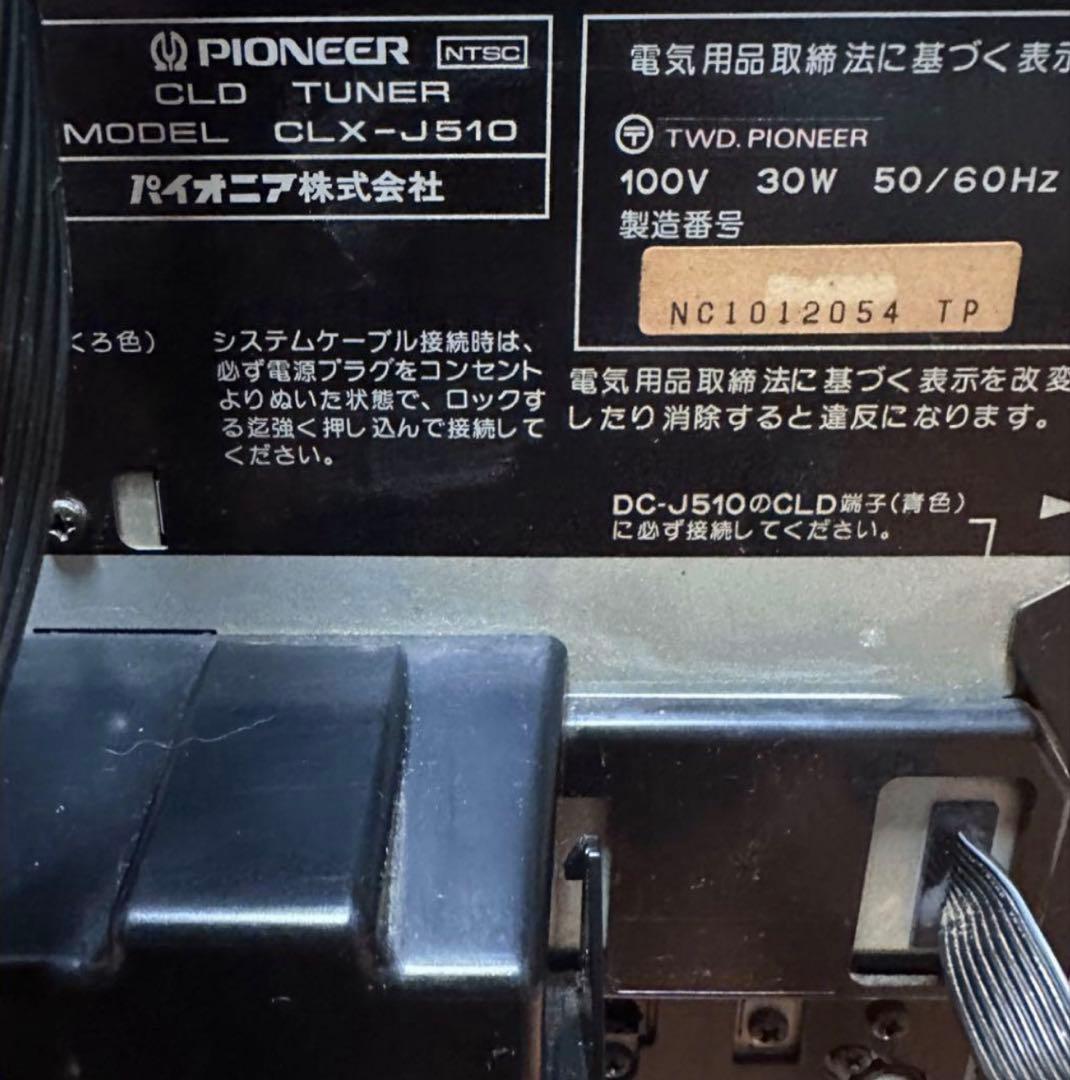 PIONEER NTSC
CLD TUNER
MODEL CLX-J510
パイオニア株式会社
電気用品取締法に基づく表示
〒 TWD. PIONEER
100V 30W 50/60Hz
製造番号
NC1012054 TP
くろ色)
システムケーブル接続時は、
必ず電源プラグをコンセント
よりぬいた状態で、ロックす
る迄強く押し込んで接続して
ください。
電気用品取締法に基づく表示を改変
したり消除すると違反になります。
DC-J510のCLD端子(青色)
に必ず接続してください。